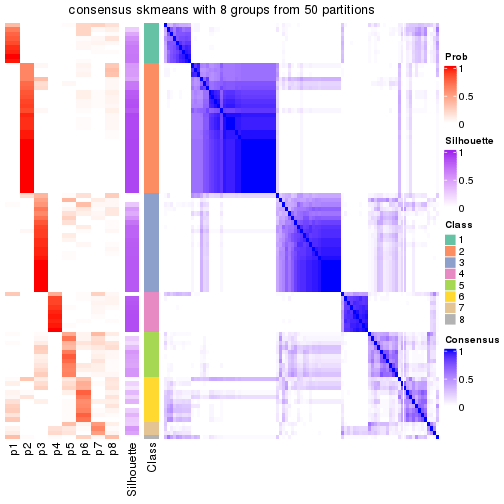 consensus skmeans with 8 groups from 50 partitions
Prob
1
0.5
0
Silhouette
1
0.5
0
Class
1
2
3
4
5
6
7
8
Consensus
1
0.5
0
p1
p2
p3
p4
p5
p6
p7
p8
Silhouette
Class